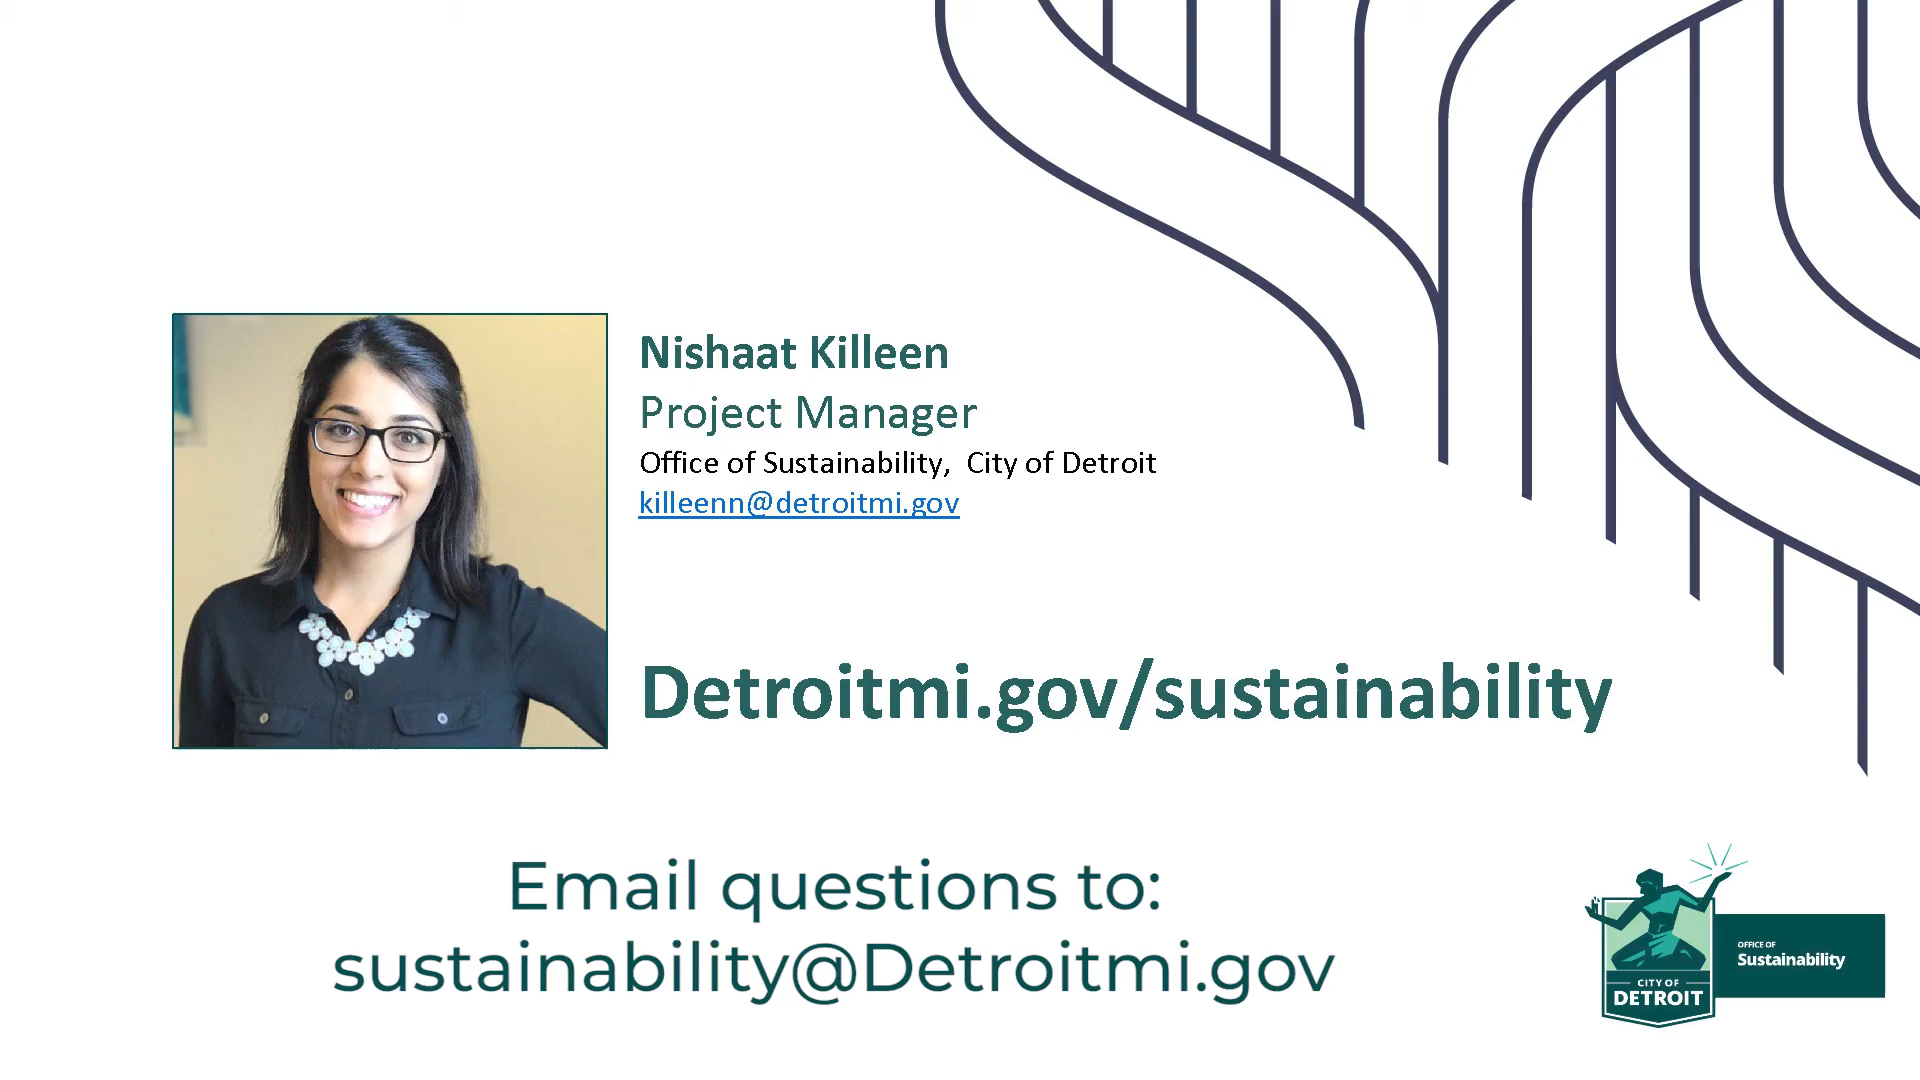 Nishaat Killeen
Project Manager
Office of Sustainability, City of Detroit
killeenn@detroitmi.gov
Detroitmi.gov/sustainability
Email questions to:
sustainability@Detroitmi.gov
OFFICE OF
Sustainability
CITY OF
DETROIT